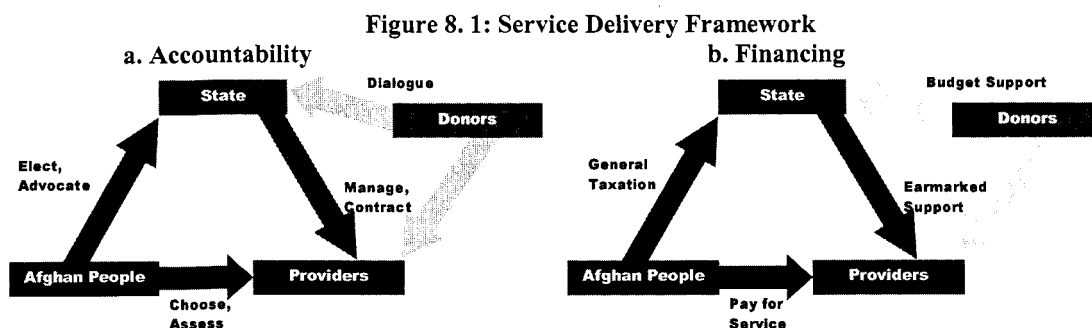 Figure 8. 1: Service Delivery Framework
a. Accountability
State
Dialogue
Donors
Elect,
Advocate
Manage,
Contract
Afghan People
Providers
Choose,
Assess
b. Financing
State
Budget Support
Donors
General
Taxation
Earmarked
Support
Afghan People
Providers
Pay for
Service